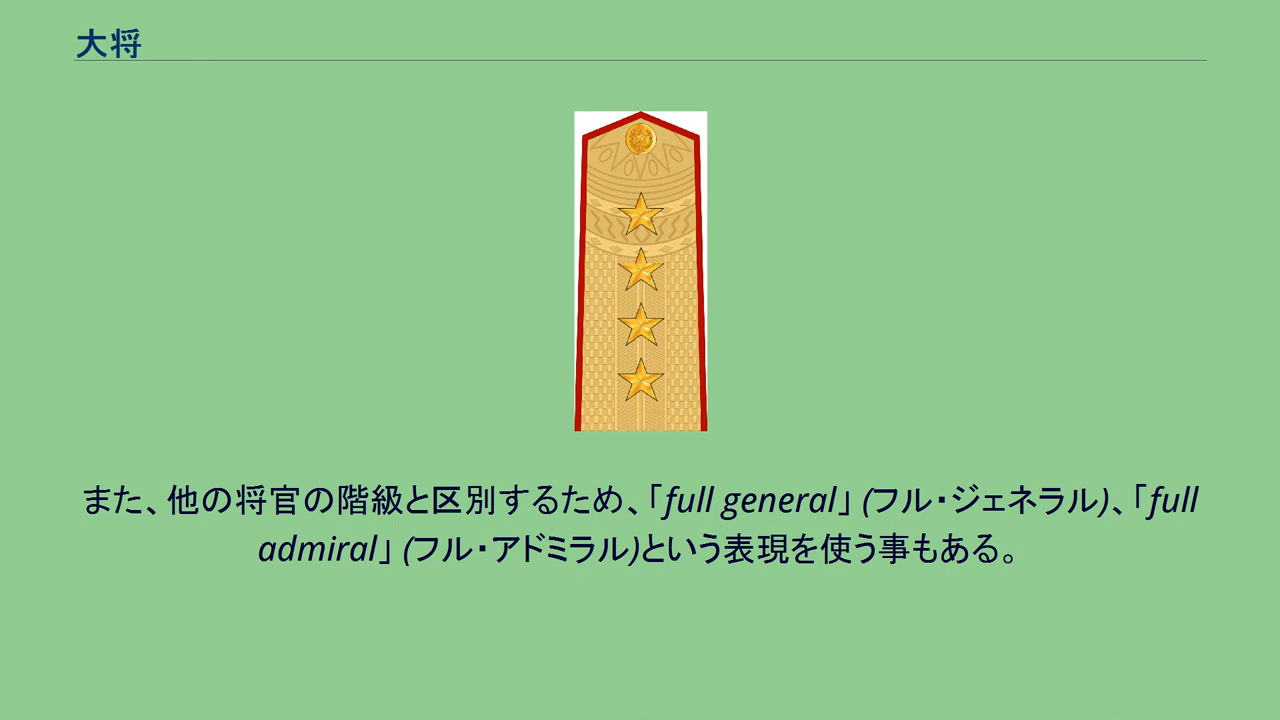 大将
また、他の将官の階級と区別するため、「full general」 (フル・ジェネラル)、「full
admiral」 (フル・アドミラル)という表現を使う事もある。